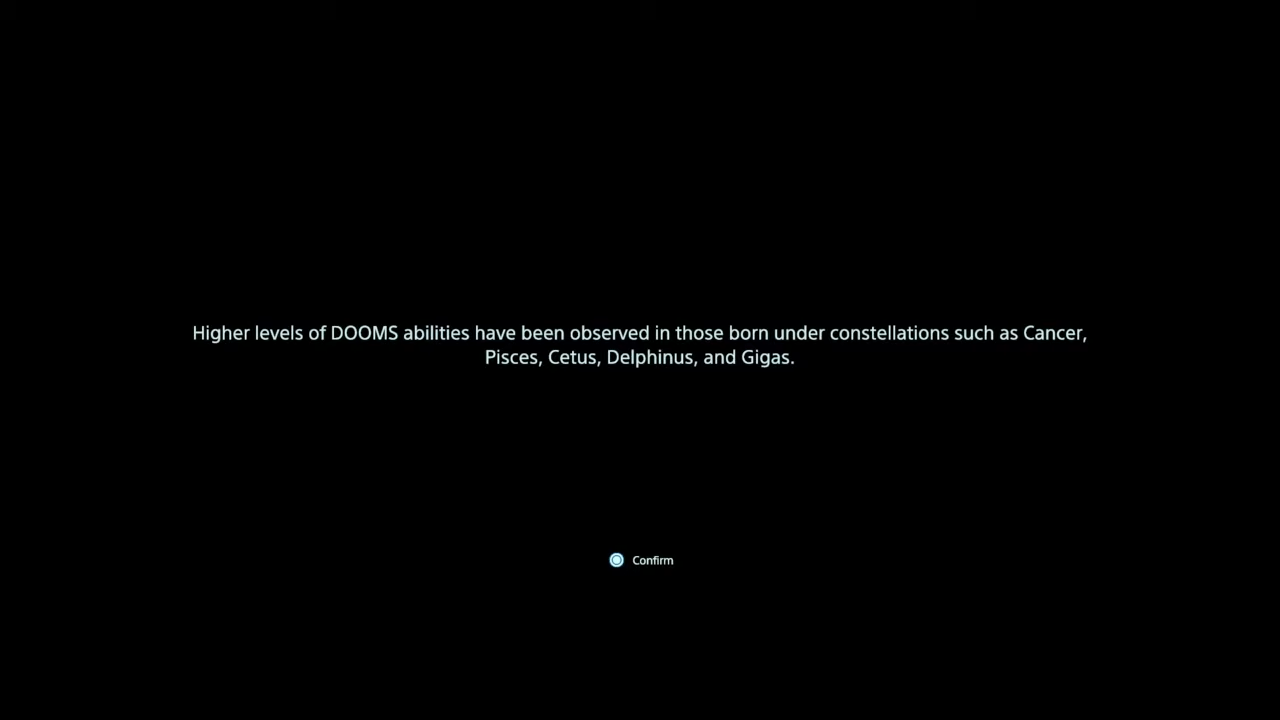 Higher levels of DOOMS abilities have been observed in those born under constellations such as Cancer,
Pisces, Cetus, Delphinus, and Gigas.
Confirm